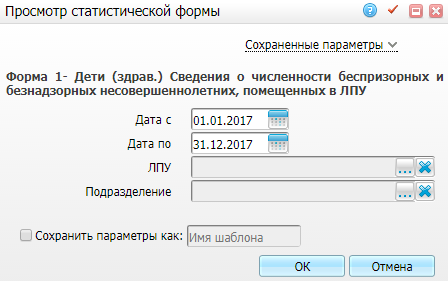 Просмотр статистической формы
Сохраненные параметры
Форма 1- Дети (здрав.) Сведения о численности беспризорных и
безнадзорных несовершеннолетних, помещенных в ЛПУ
Дата с 01.01.2017
Дата по 31.12.2017
ЛПУ ...
Подразделение ...
Сохранить параметры как: Имя шаблона
ОК Отмена